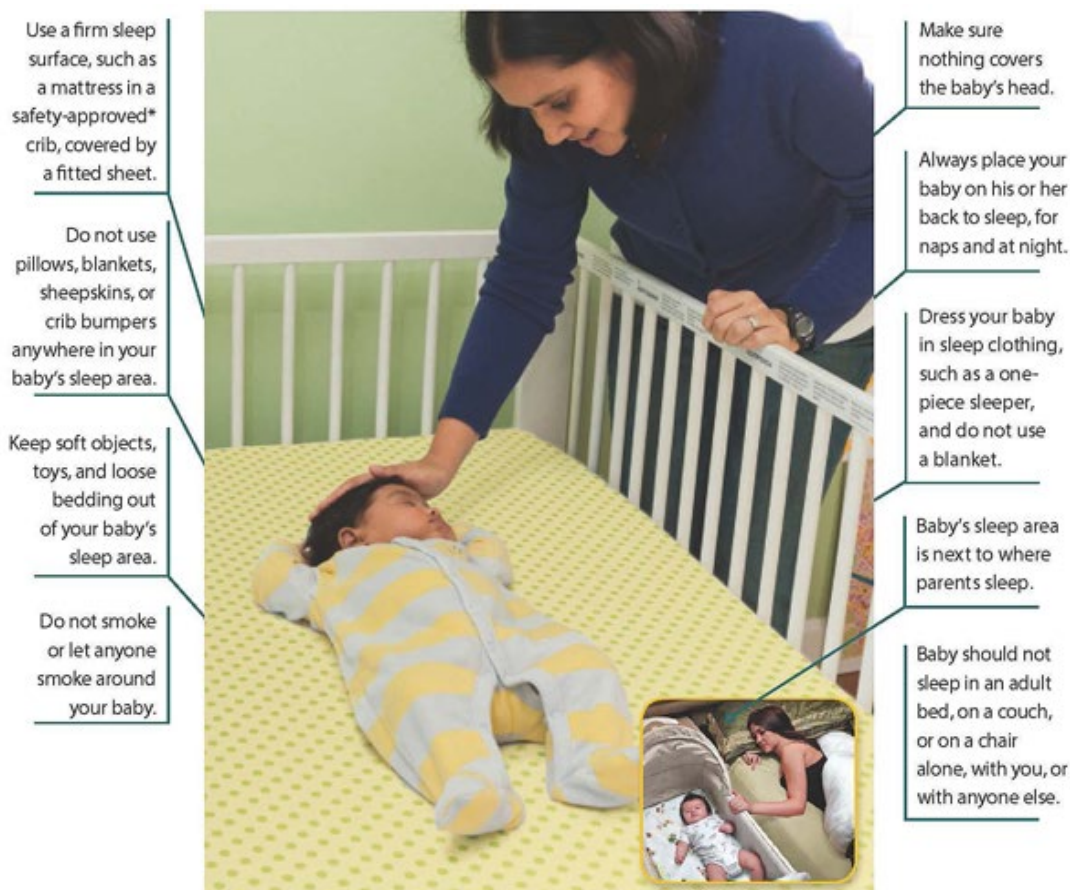 Use a firm sleep
surface, such as
a mattress in a
safety-approved*
crib, covered by
a fitted sheet.
Do not use
pillows, blankets,
sheepskins, or
crib bumpers
anywhere in your
baby's sleep area.
Keep soft objects,
toys, and loose
bedding out
of your baby's
sleep area.
Do not smoke
or let anyone
smoke around
your baby.
Make sure
nothing covers
the baby's head.
Always place your
baby on his or her
back to sleep, for
naps and at night.
Dress your baby
in sleep clothing,
such as a one-
piece sleeper,
and do not use
a blanket.
Baby's sleep area
is next to where
parents sleep.
Baby should not
sleep in an adult
bed, on a couch,
or on a chair
alone, with you, or
with anyone else.